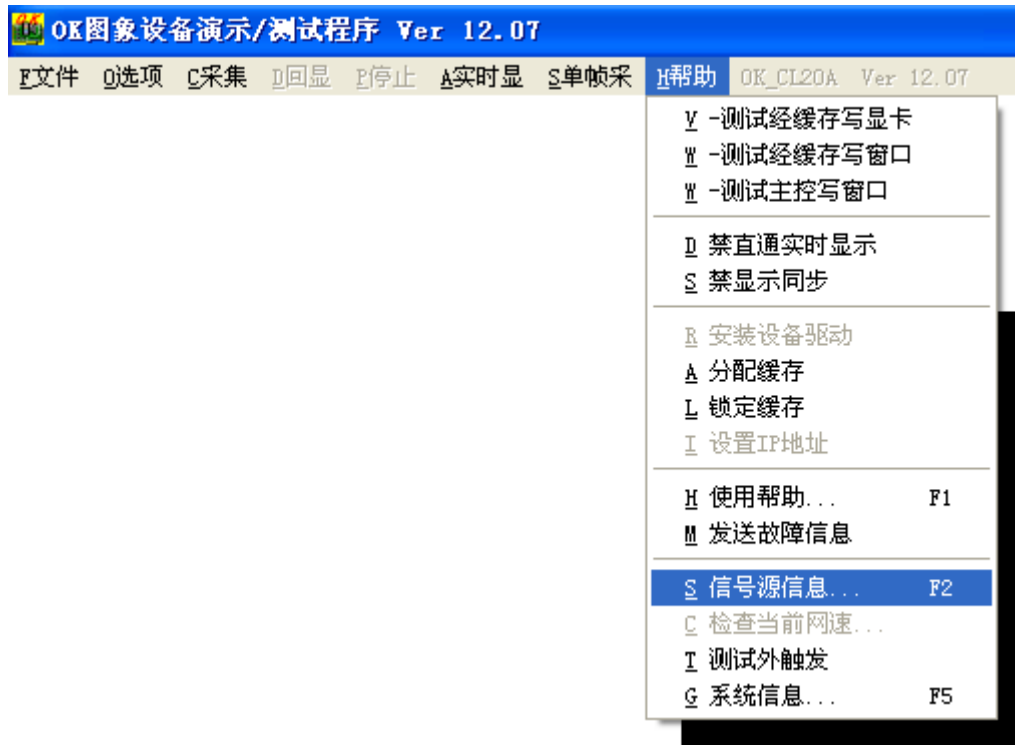 OK图象设备演示/测试程序 Ver 12.07
F文件 O选项 C采集 D回显 P停止 A实时显 S单帧采 H帮助 OK_CL20A Ver 12.07
V -测试经缓存写显卡
W -测试经缓存写窗口
W -测试主控写窗口
D 禁直通实时显示
S 禁显示同步
R 安装设备驱动
A 分配缓存
L 锁定缓存
I 设置IP地址
H 使用帮助... F1
M 发送故障信息
S 信号源信息... F2
C 检查当前网速...
T 测试外触发
G 系统信息... F5